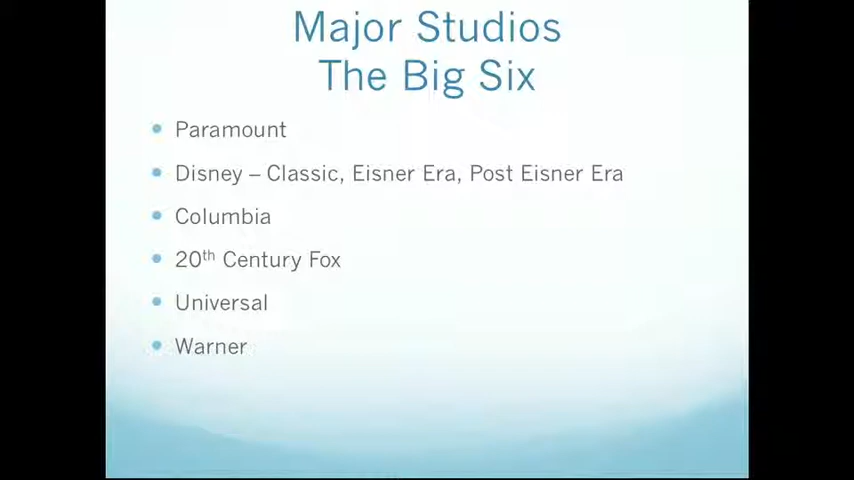 Major Studios
The Big Six
• Paramount
• Disney – Classic, Eisner Era, Post Eisner Era
• Columbia
• 20th Century Fox
• Universal
• Warner